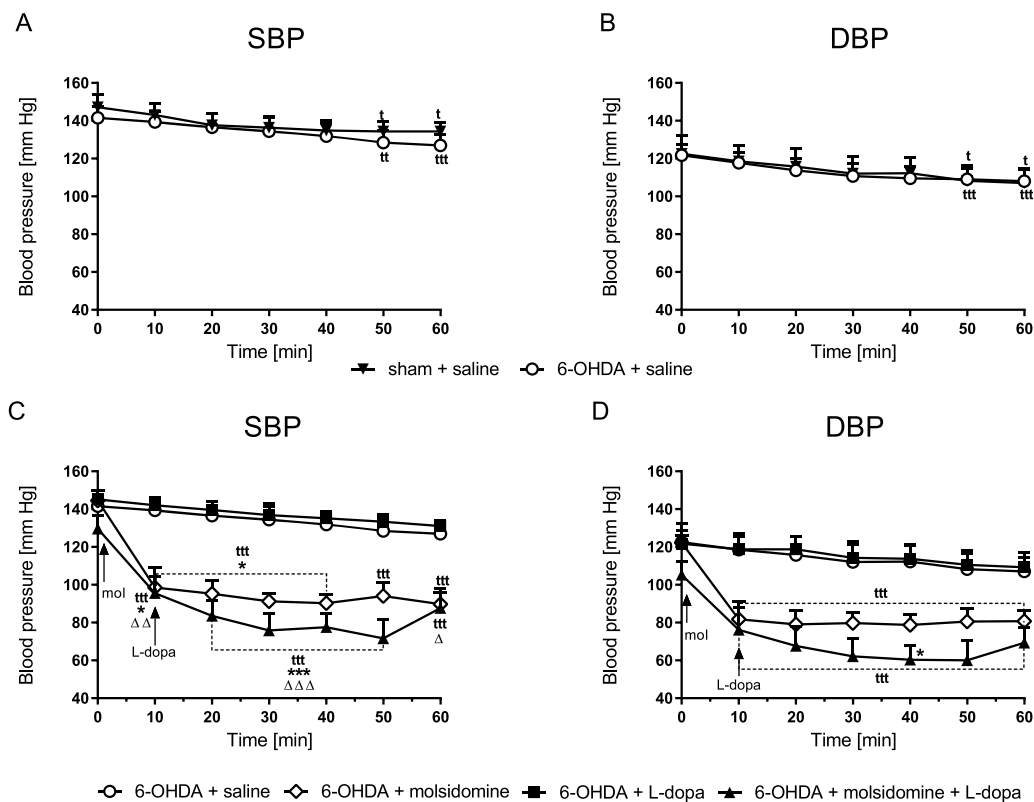 A
SBP
Blood pressure [mm Hg]
160
140
120
100
80
60
40
t
t
tt
ttt
0 10 20 30 40 50 60
Time [min]
B
DBP
Blood pressure [mm Hg]
160
140
120
100
80
60
40
t
t
ttt
ttt
0 10 20 30 40 50 60
Time [min]
sham + saline 6-OHDA + saline
C
SBP
Blood pressure [mm Hg]
160
140
120
100
80
60
40
mol
ttt
*
ΔΔ
L-dopa
ttt
*
ttt
ttt
ttt
Δ
ttt
***
ΔΔΔ
0 10 20 30 40 50 60
Time [min]
D
DBP
Blood pressure [mm Hg]
160
140
120
100
80
60
40
mol
L-dopa
ttt
*
ttt
0 10 20 30 40 50 60
Time [min]
6-OHDA + saline 6-OHDA + molsidomine 6-OHDA + L-dopa 6-OHDA + molsidomine + L-dopa